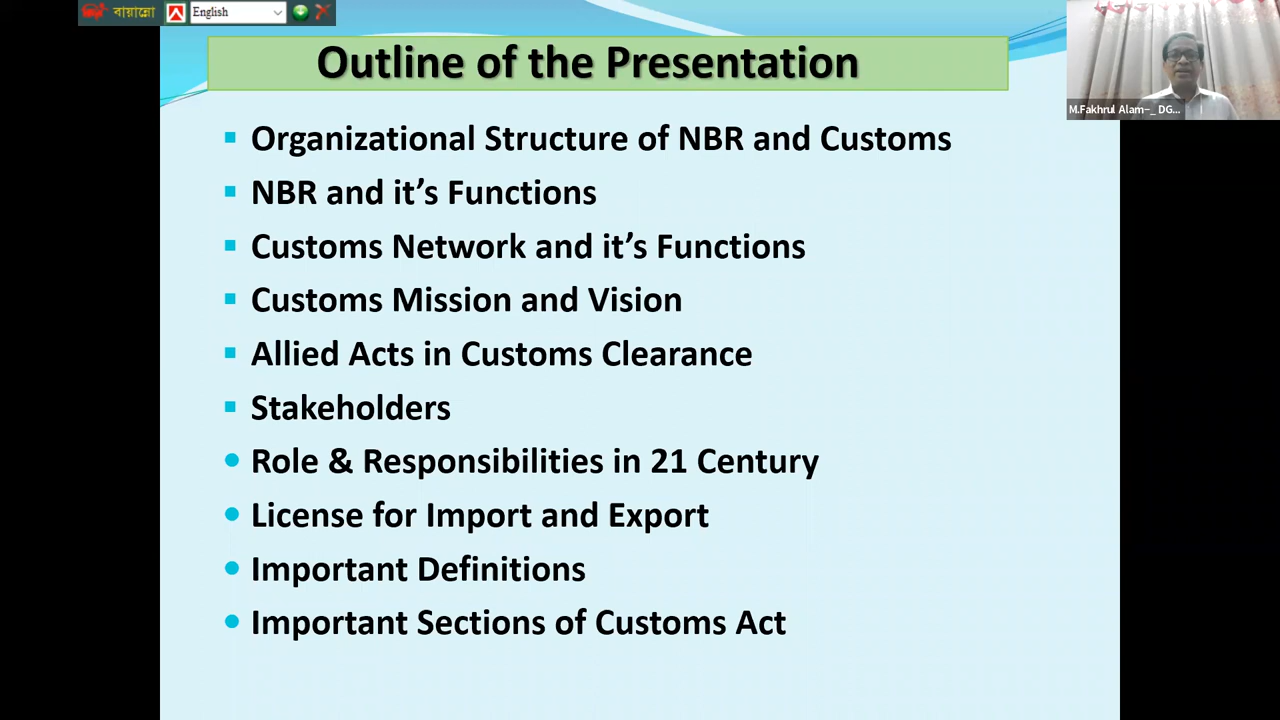 বায়ান্নো
English
Outline of the Presentation
M.Fakhrul Alam-_ DG...
Organizational Structure of NBR and Customs
NBR and it’s Functions
Customs Network and it’s Functions
Customs Mission and Vision
Allied Acts in Customs Clearance
Stakeholders
Role & Responsibilities in 21 Century
License for Import and Export
Important Definitions
Important Sections of Customs Act